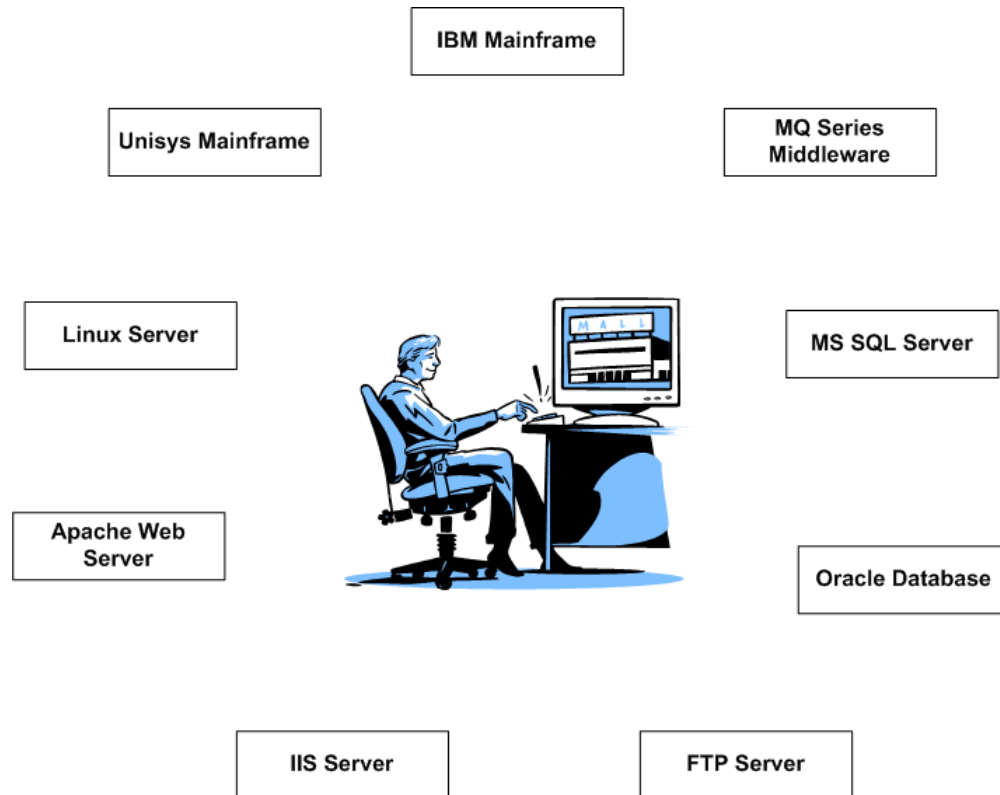 IBM Mainframe
Unisys Mainframe
MQ Series
Middleware
Linux Server
MALL
MS SQL Server
Apache Web
Server
Oracle Database
IIS Server
FTP Server